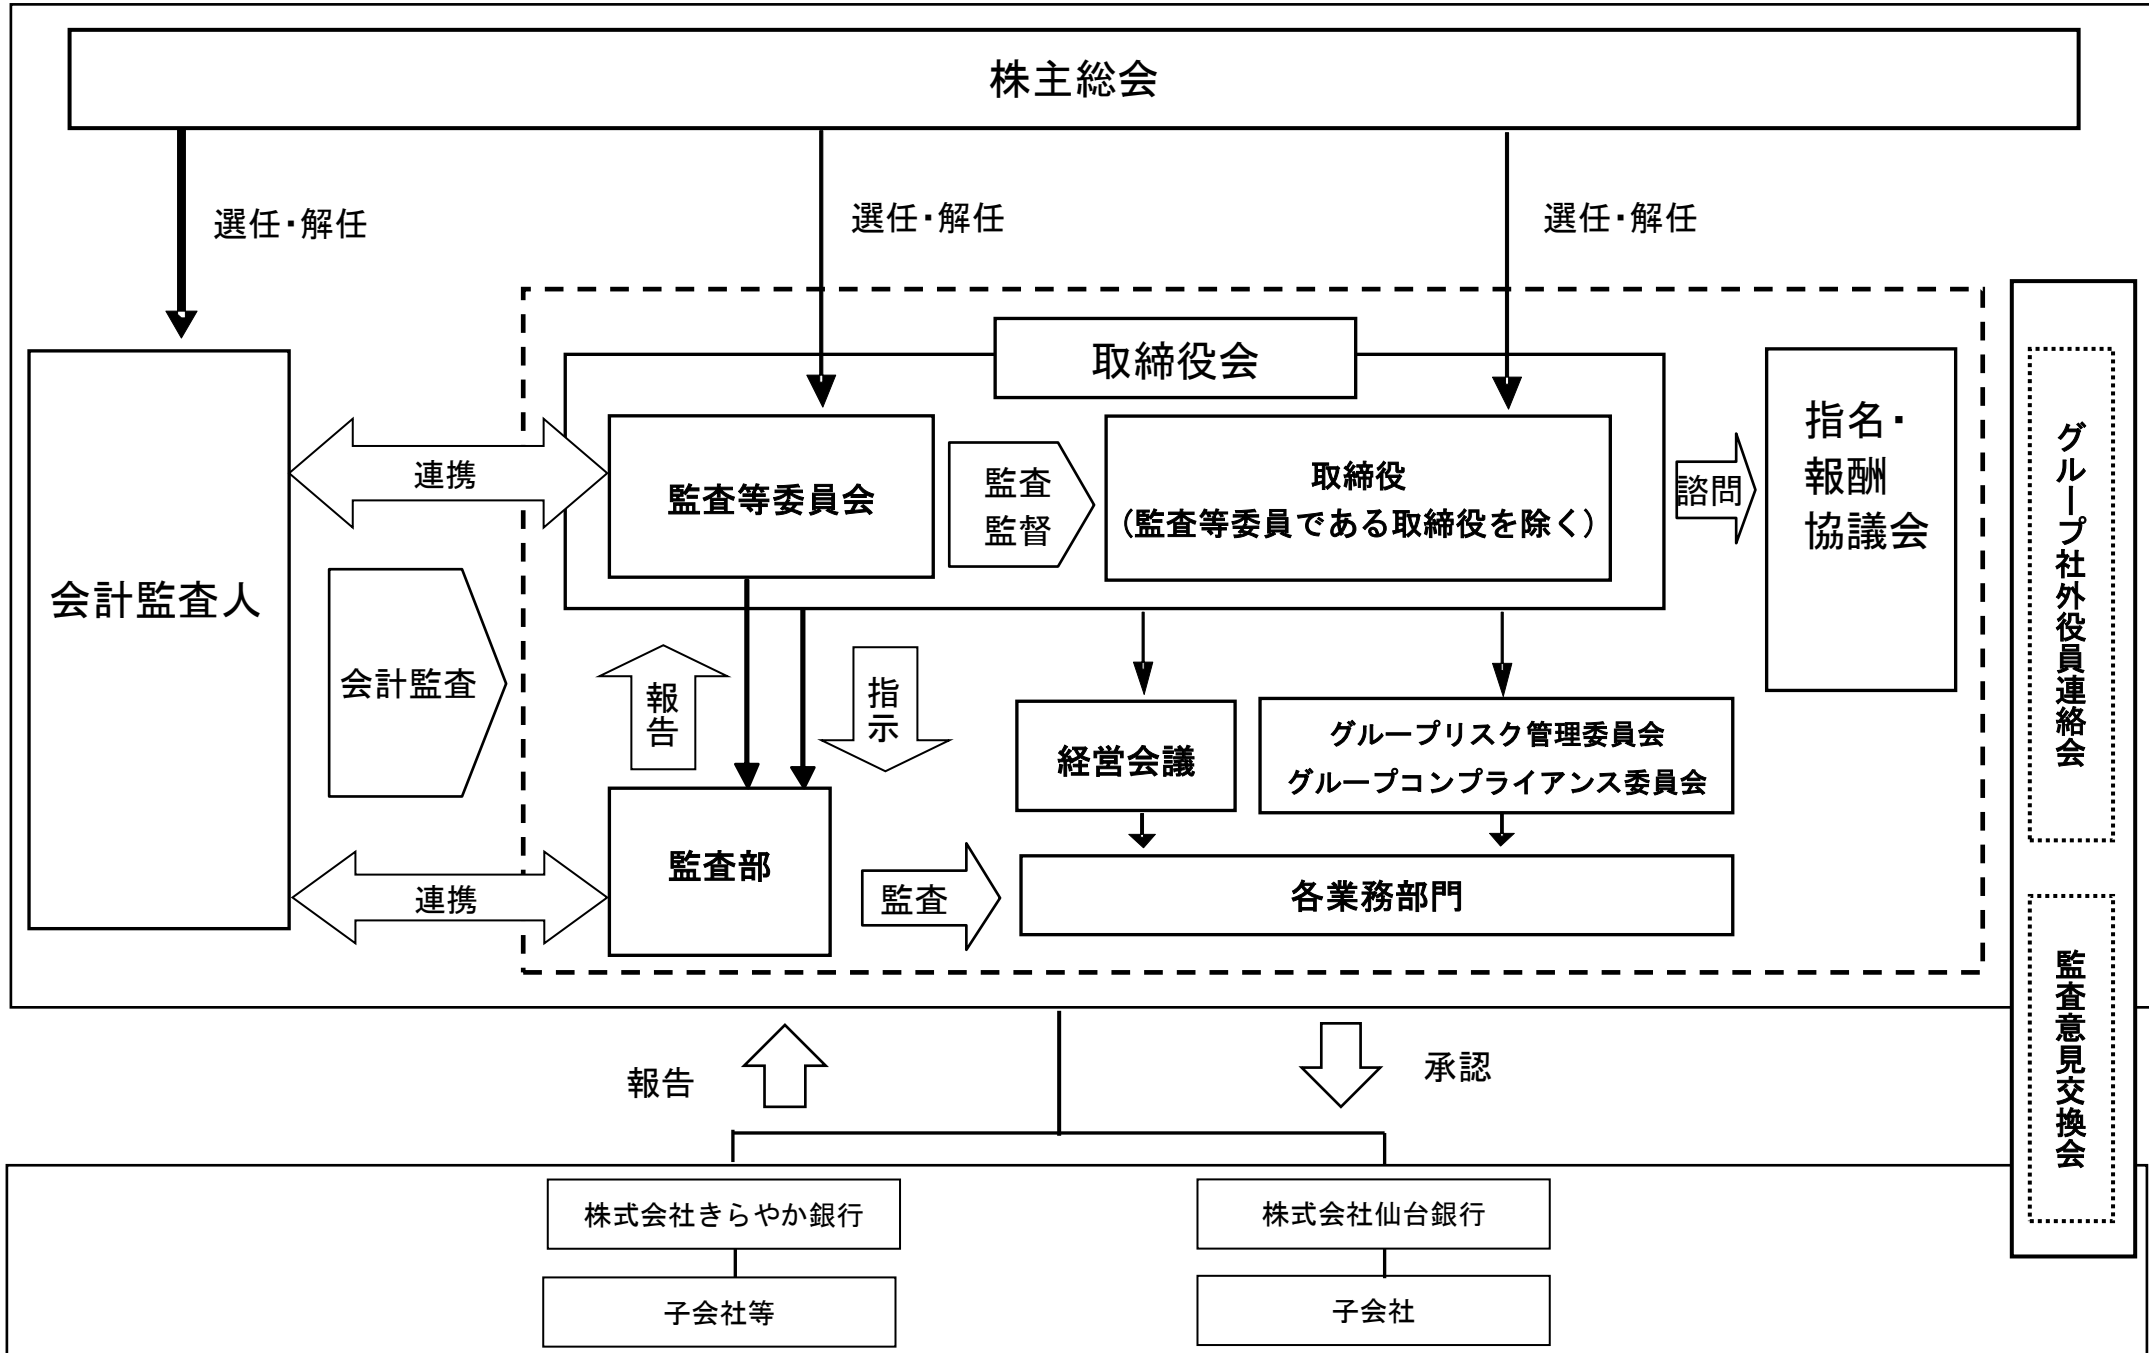 株主総会
選任・解任
選任・解任
選任・解任
取締役会
会計監査人
連携
監査等委員会
監査
監督
取締役
（監査等委員である取締役を除く）
諮問
指名・
報酬
協議会
グループ社外役員連絡会
会計監査
報告
指示
経営会議
グループリスク管理委員会
グループコンプライアンス委員会
連携
監査部
監査
各業務部門
監査意見交換会
報告
承認
株式会社きらやか銀行
株式会社仙台銀行
子会社等
子会社